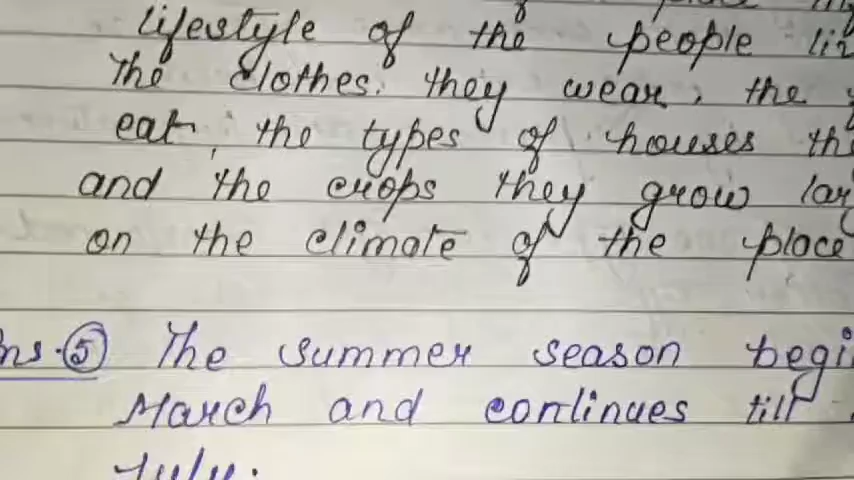 lifestyle of the people
The clothes. they wear, the
eat, the types of houses
and the crops they grow
on the climate of the place
Ans. 5 The summer season
March and continues till
July.